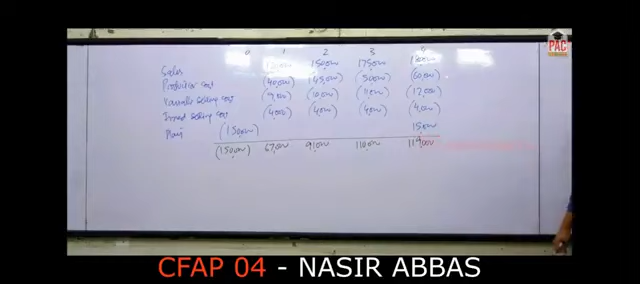 0 1 2 3 4
Sales 120,000 150,000 175,000 180,000
Production cost (40,000) (45,000) (50,000) (60,000)
Variable selling cost (9,000) (10,000) (11,000) (12,000)
Fixed selling cost (4,000) (4,000) (4,000) (4,000)
Plant (150,000) 15,000
(150,000) 67,000 91,000 110,000 119,000
PAC
CFAP 04 - NASIR ABBAS